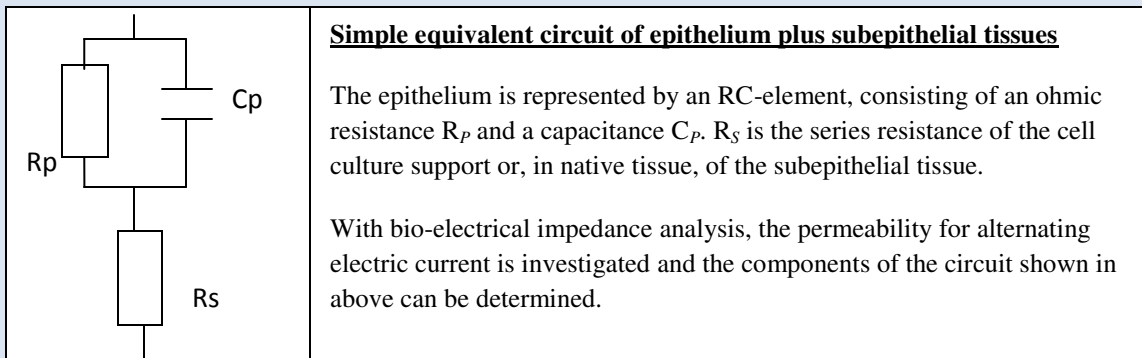 Cp
Rp
Rs
Simple equivalent circuit of epithelium plus subepithelial tissues
The epithelium is represented by an RC-element, consisting of an ohmic
resistance RP and a capacitance CP. RS is the series resistance of the cell
culture support or, in native tissue, of the subepithelial tissue.
With bio-electrical impedance analysis, the permeability for alternating
electric current is investigated and the components of the circuit shown in
above can be determined.